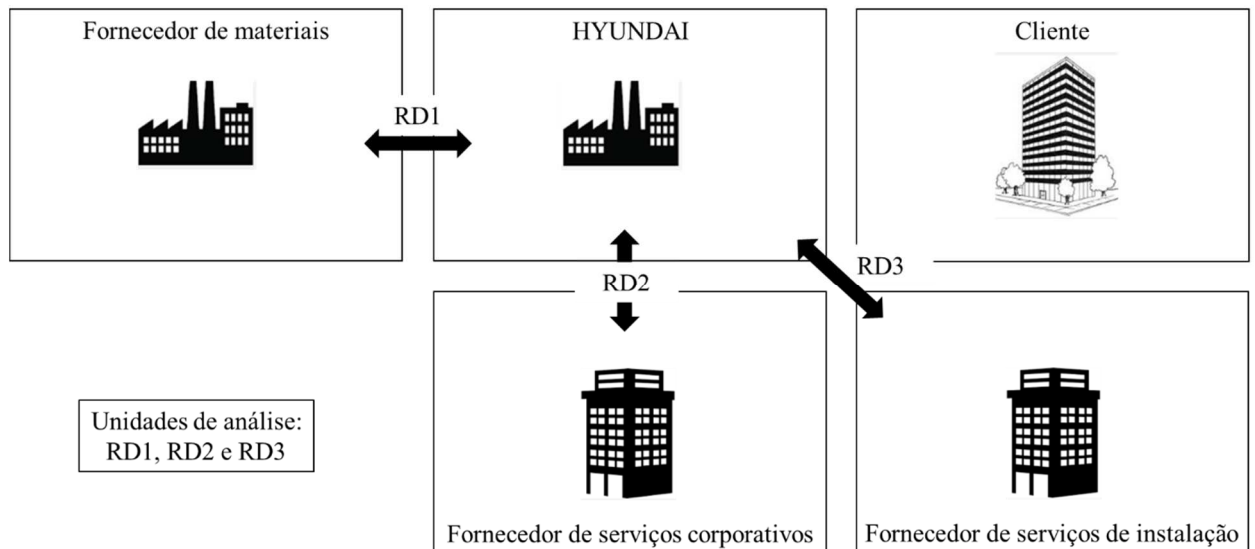 Fornecedor de materiais
HYUNDAI
Cliente
RD1
RD3
RD2
Unidades de análise:
RD1, RD2 e RD3
Fornecedor de serviços corporativos
Fornecedor de serviços de instalação